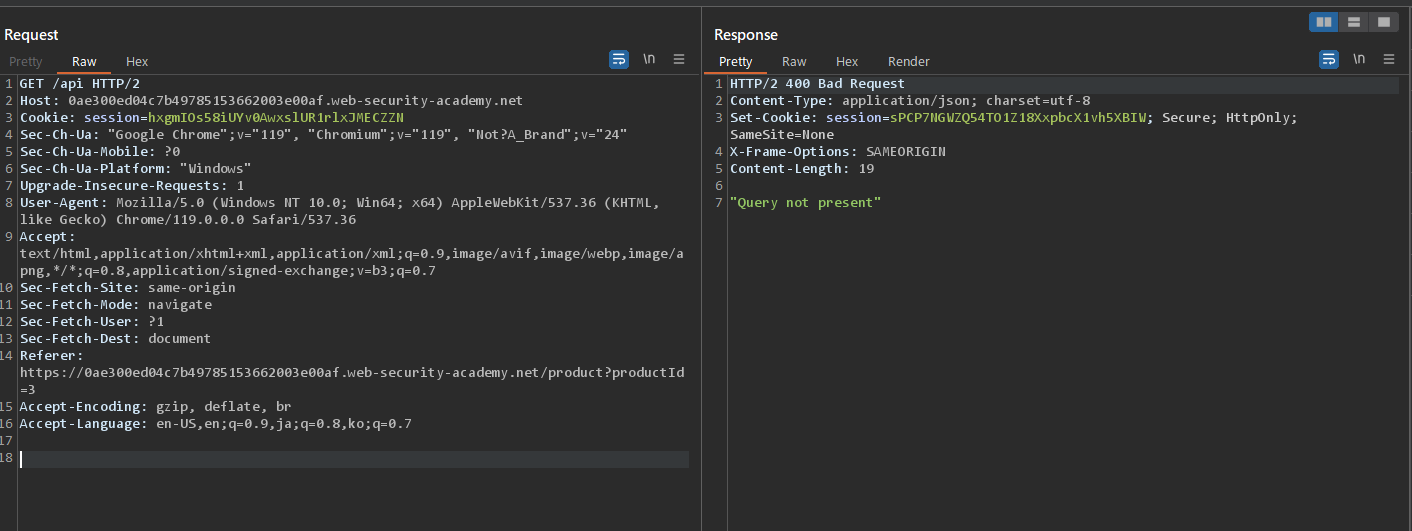 Request
Pretty Raw Hex \n
1 GET /api HTTP/2
2 Host: 0ae300ed04c7b49785153662003e00af.web-security-academy.net
3 Cookie: session=hxgmIOs58iUYv0AwxslUR1rlxJMECZZN
4 Sec-Ch-Ua: "Google Chrome";v="119", "Chromium";v="119", "Not?A_Brand";v="24"
5 Sec-Ch-Ua-Mobile: ?0
6 Sec-Ch-Ua-Platform: "Windows"
7 Upgrade-Insecure-Requests: 1
8 User-Agent: Mozilla/5.0 (Windows NT 10.0; Win64; x64) AppleWebKit/537.36 (KHTML,
like Gecko) Chrome/119.0.0.0 Safari/537.36
9 Accept:
text/html,application/xhtml+xml,application/xml;q=0.9,image/avif,image/webp,image/a
png,*/*;q=0.8,application/signed-exchange;v=b3;q=0.7
10 Sec-Fetch-Site: same-origin
11 Sec-Fetch-Mode: navigate
12 Sec-Fetch-User: ?1
13 Sec-Fetch-Dest: document
14 Referer:
https://0ae300ed04c7b49785153662003e00af.web-security-academy.net/product?productId
=3
15 Accept-Encoding: gzip, deflate, br
16 Accept-Language: en-US,en;q=0.9,ja;q=0.8,ko;q=0.7
17
18
Response
Pretty Raw Hex Render \n
1 HTTP/2 400 Bad Request
2 Content-Type: application/json; charset=utf-8
3 Set-Cookie: session=sPCP7NGWZQ54TO1Z18XxpbcX1vh5XBIW; Secure; HttpOnly;
SameSite=None
4 X-Frame-Options: SAMEORIGIN
5 Content-Length: 19
6
7 "Query not present"